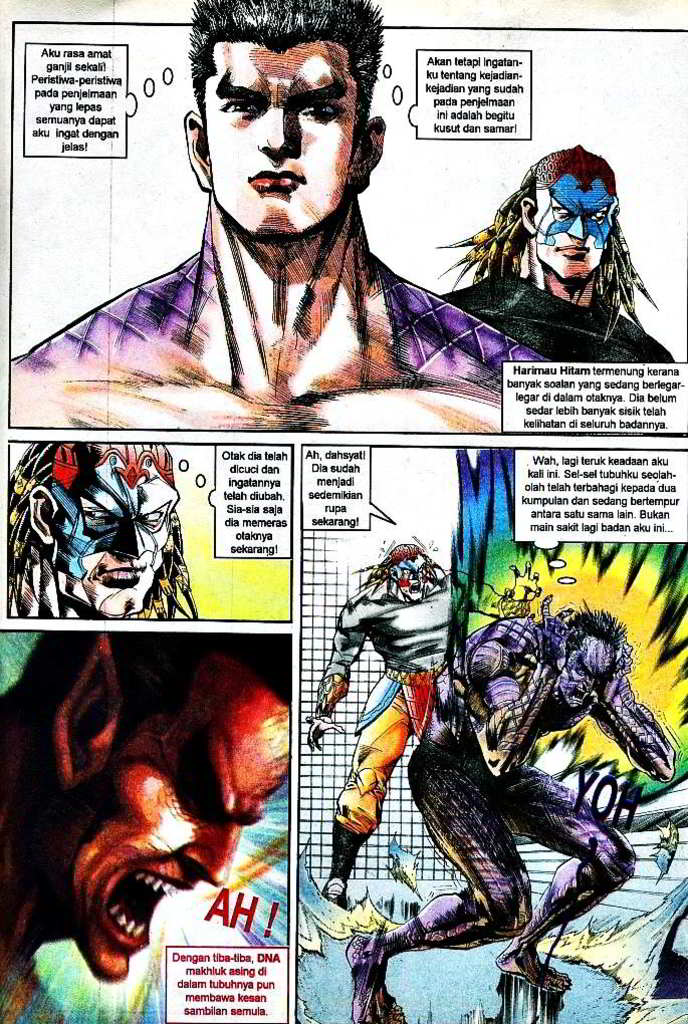 Aku rasa amat
ganjil sekali!
Peristiwa-peristiwa
pada penjelmaan
yang lepas
semuanya dapat
aku ingat dengan
jelas!
Akan tetapi ingatan-
ku tentang kejadian-
kejadian yang sudah
pada penjelmaan
ini adalah begitu
kusut dan samar!
Harimau Hitam termenung kerana
banyak soalan yang sedang berlegar-
legar di dalam otaknya. Dia belum
sedar lebih banyak sisik telah
kelihatan di seluruh badannya.
Otak dia telah
dicuci dan
ingatannya
telah diubah.
Sia-sia saja
dia memeras
otaknya
sekarang!
Ah, dahsyat!
Dia sudah
menjadi
sedemikian
rupa
sekarang!
Wah, lagi teruk keadaan aku
kali ini. Sel-sel tubuhku seolah-
olah telah terbahagi kepada dua
kumpulan dan sedang bertempur
antara satu sama lain. Bukan
main sakit lagi badan aku ini...
YOH
AH!
Dengan tiba-tiba, DNA
makhluk asing di
dalam tubuhnya pun
membawa kesan
sambilan semula.